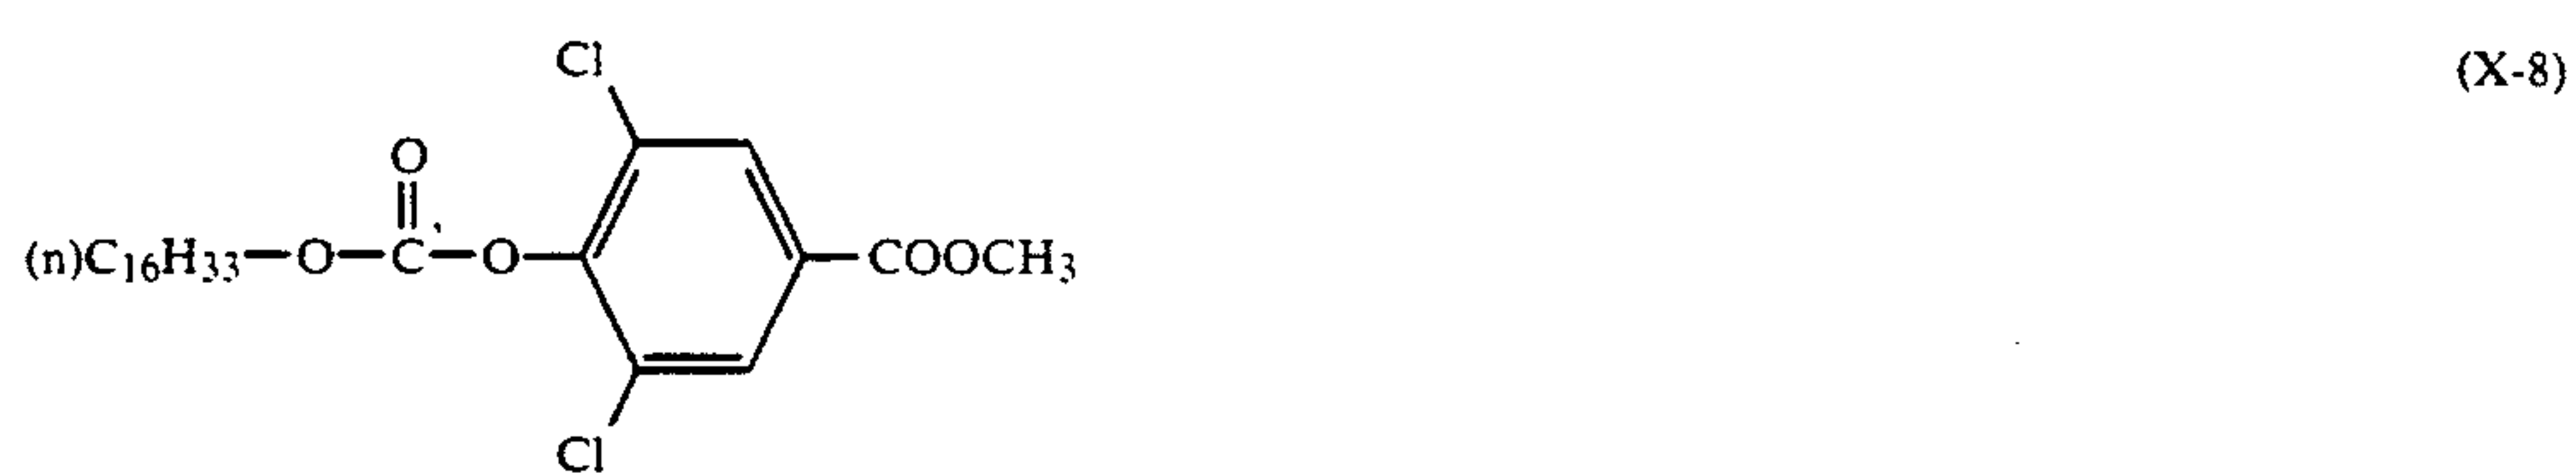 Cl (X-8)
O
(n)C16H33—O—C—O—COOCH3
Cl